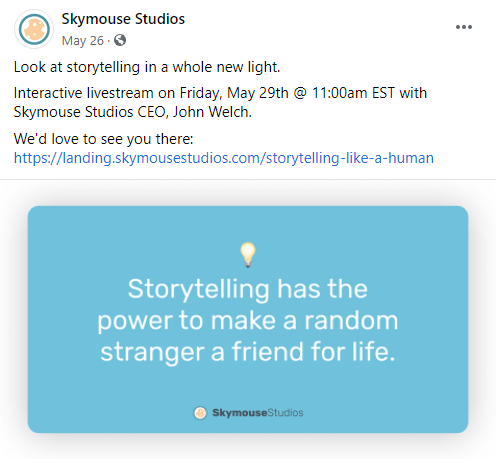 Skymouse Studios
May 26 ·
Look at storytelling in a whole new light.
Interactive livestream on Friday, May 29th @ 11:00am EST with
Skymouse Studios CEO, John Welch.
We'd love to see you there:
https://landing.skymousestudios.com/storytelling-like-a-human
Storytelling has the
power to make a random
stranger a friend for life.
SkymouseStudios